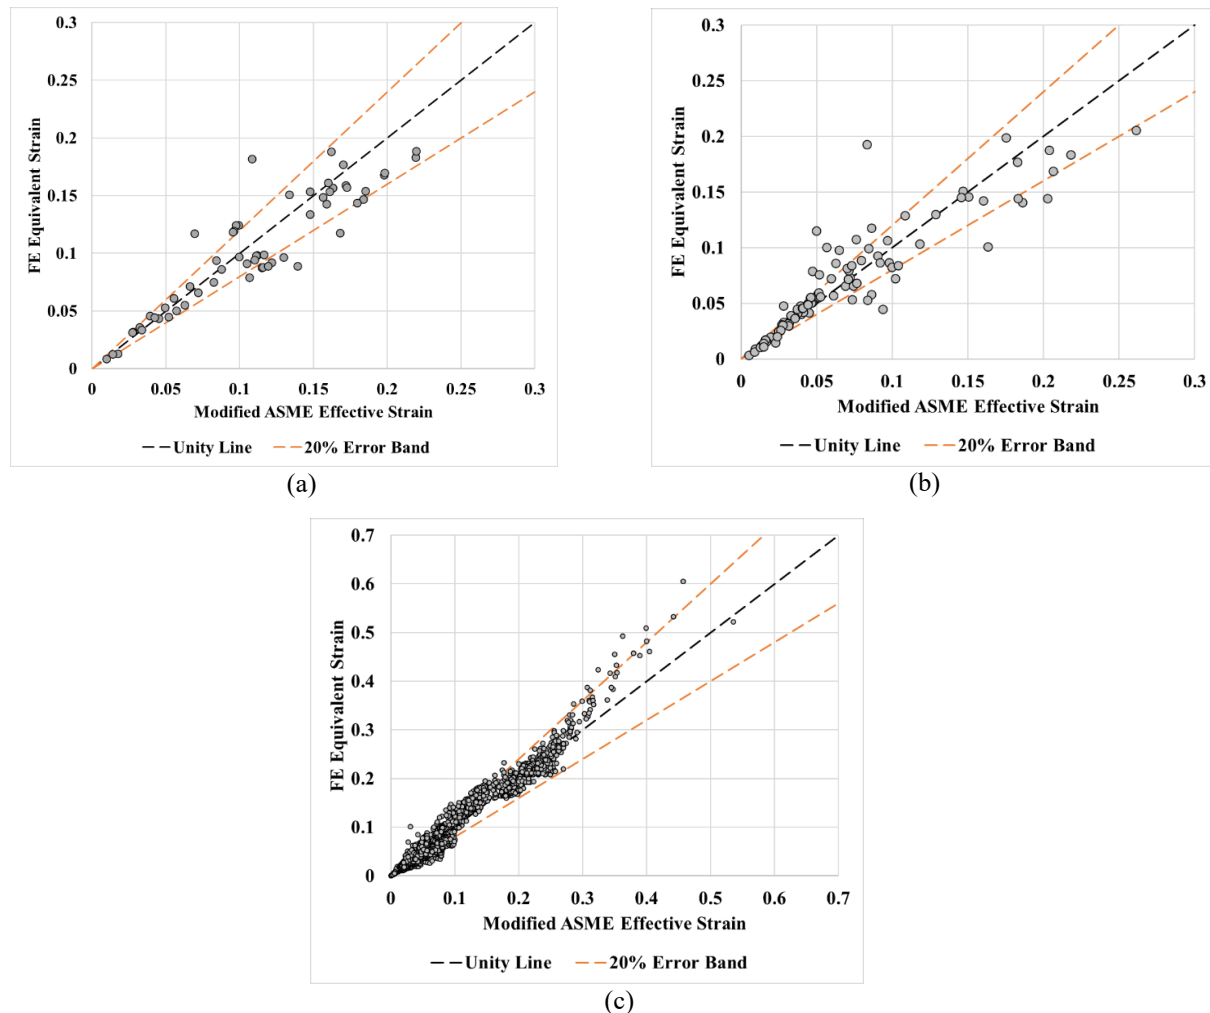 0.3
0.25
0.2
0.15
0.1
0.05
0
FE Equivalent Strain
0 0.05 0.1 0.15 0.2 0.25 0.3
Modified ASME Effective Strain
Unity Line 20% Error Band
(a)
0.3
0.25
0.2
0.15
0.1
0.05
0
FE Equivalent Strain
0 0.05 0.1 0.15 0.2 0.25 0.3
Modified ASME Effective Strain
Unity Line 20% Error Band
(b)
0.7
0.6
0.5
0.4
0.3
0.2
0.1
0
FE Equivalent Strain
0 0.1 0.2 0.3 0.4 0.5 0.6 0.7
Modified ASME Effective Strain
Unity Line 20% Error Band
(c)